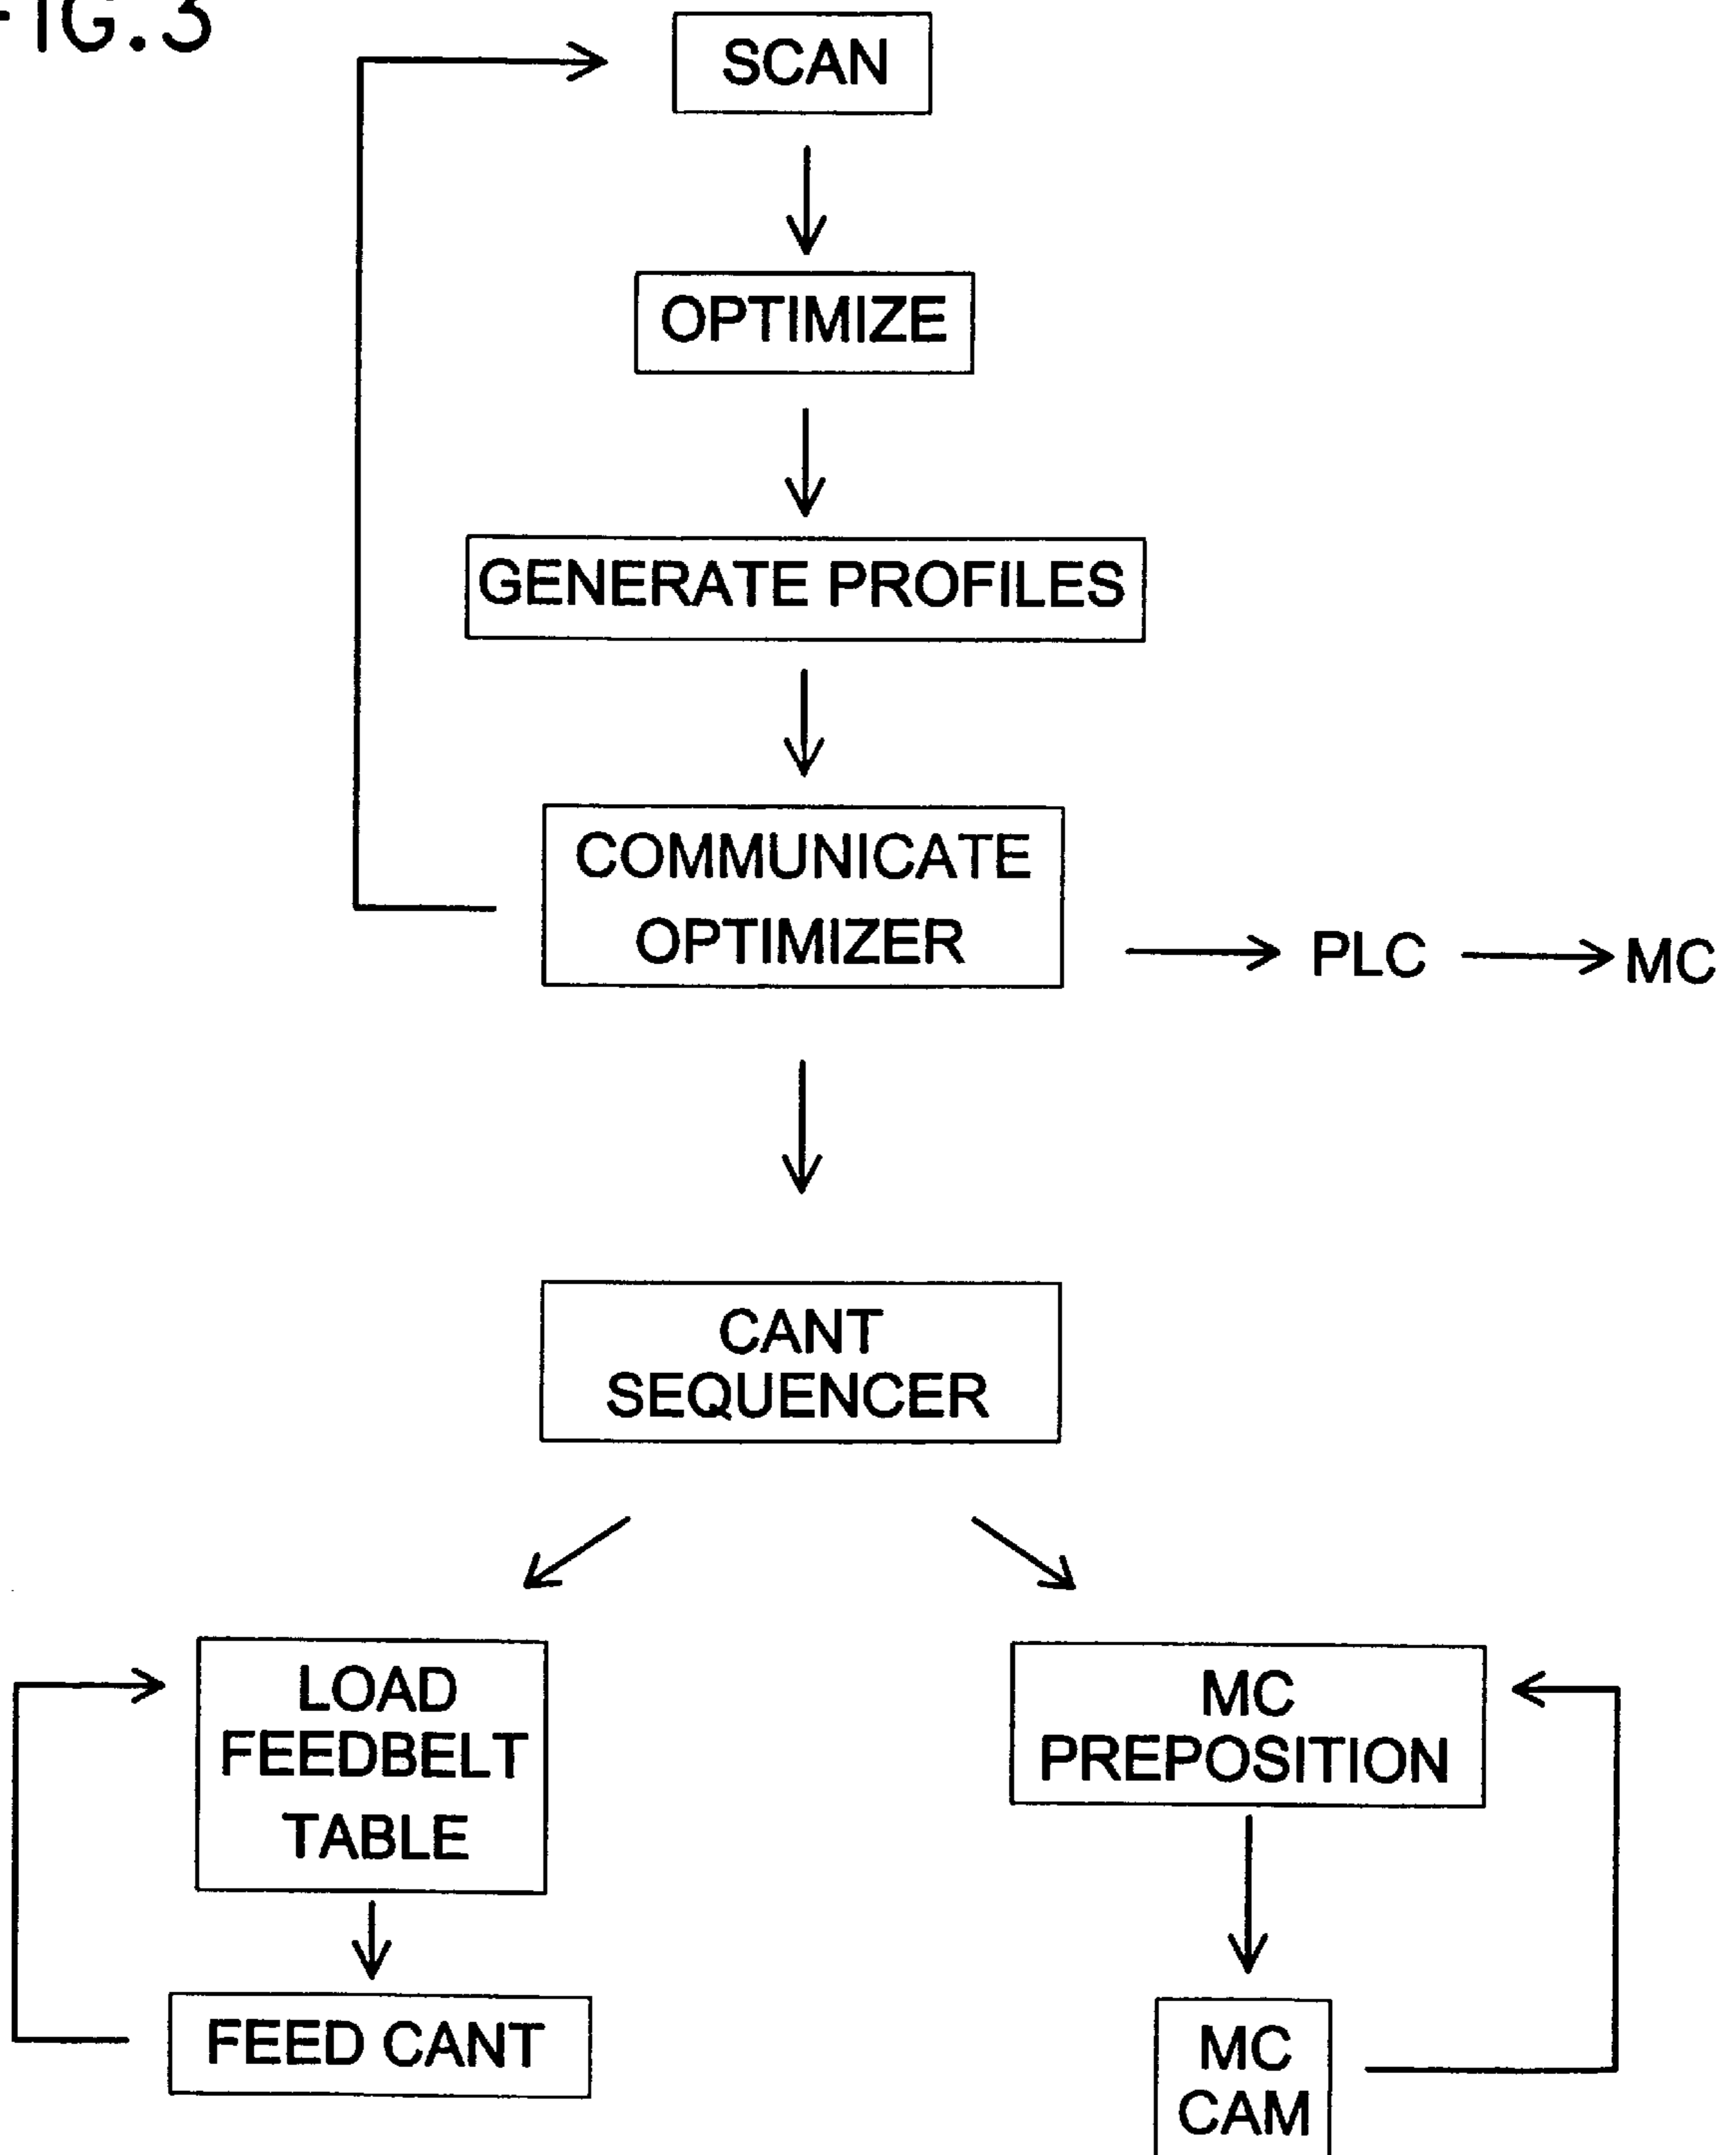 FIG.3
SCAN
OPTIMIZE
GENERATE PROFILES
COMMUNICATE
OPTIMIZER
PLC
MC
CANT
SEQUENCER
LOAD
FEEDBELT
TABLE
FEED CANT
MC
PREPOSITION
MC
CAM